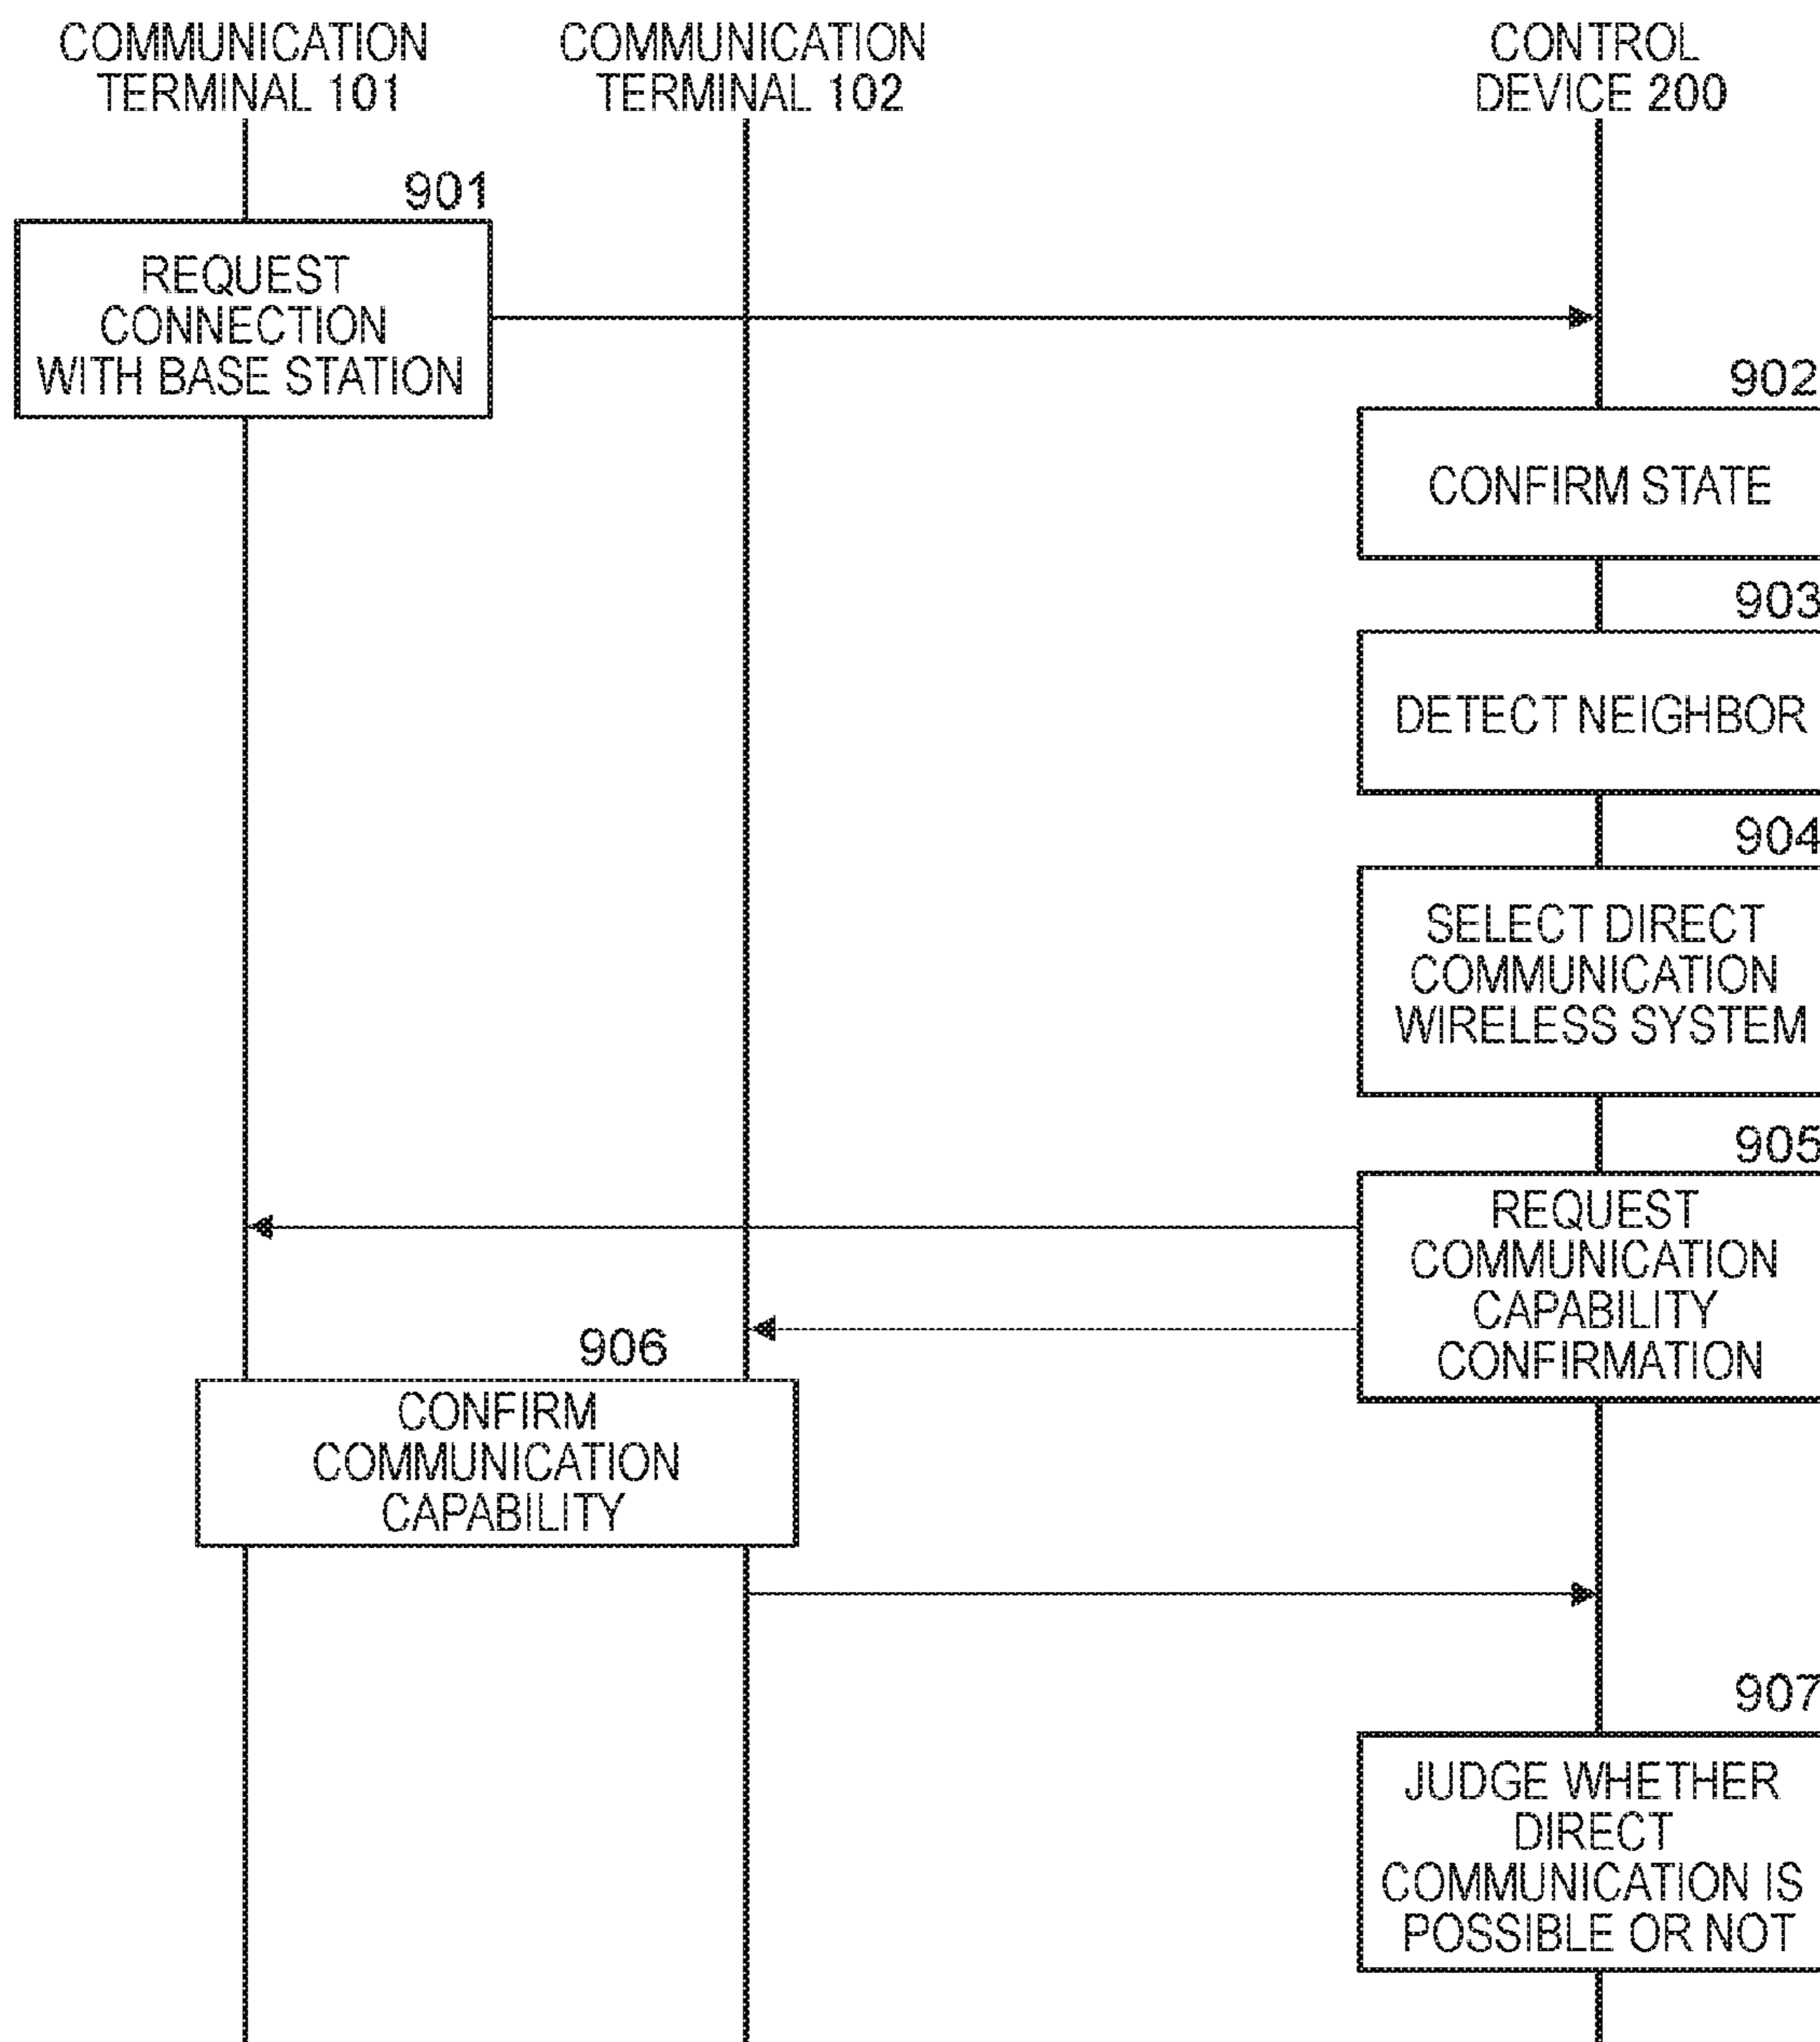 COMMUNICATION
TERMINAL 101
COMMUNICATION
TERMINAL 102
CONTROL
DEVICE 200
901
REQUEST
CONNECTION
WITH BASE STATION
902
CONFIRM STATE
903
DETECT NEIGHBOR
904
SELECT DIRECT
COMMUNICATION
WIRELESS SYSTEM
905
REQUEST
COMMUNICATION
CAPABILITY
CONFIRMATION
906
CONFIRM
COMMUNICATION
CAPABILITY
907
JUDGE WHETHER
DIRECT
COMMUNICATION IS
POSSIBLE OR NOT